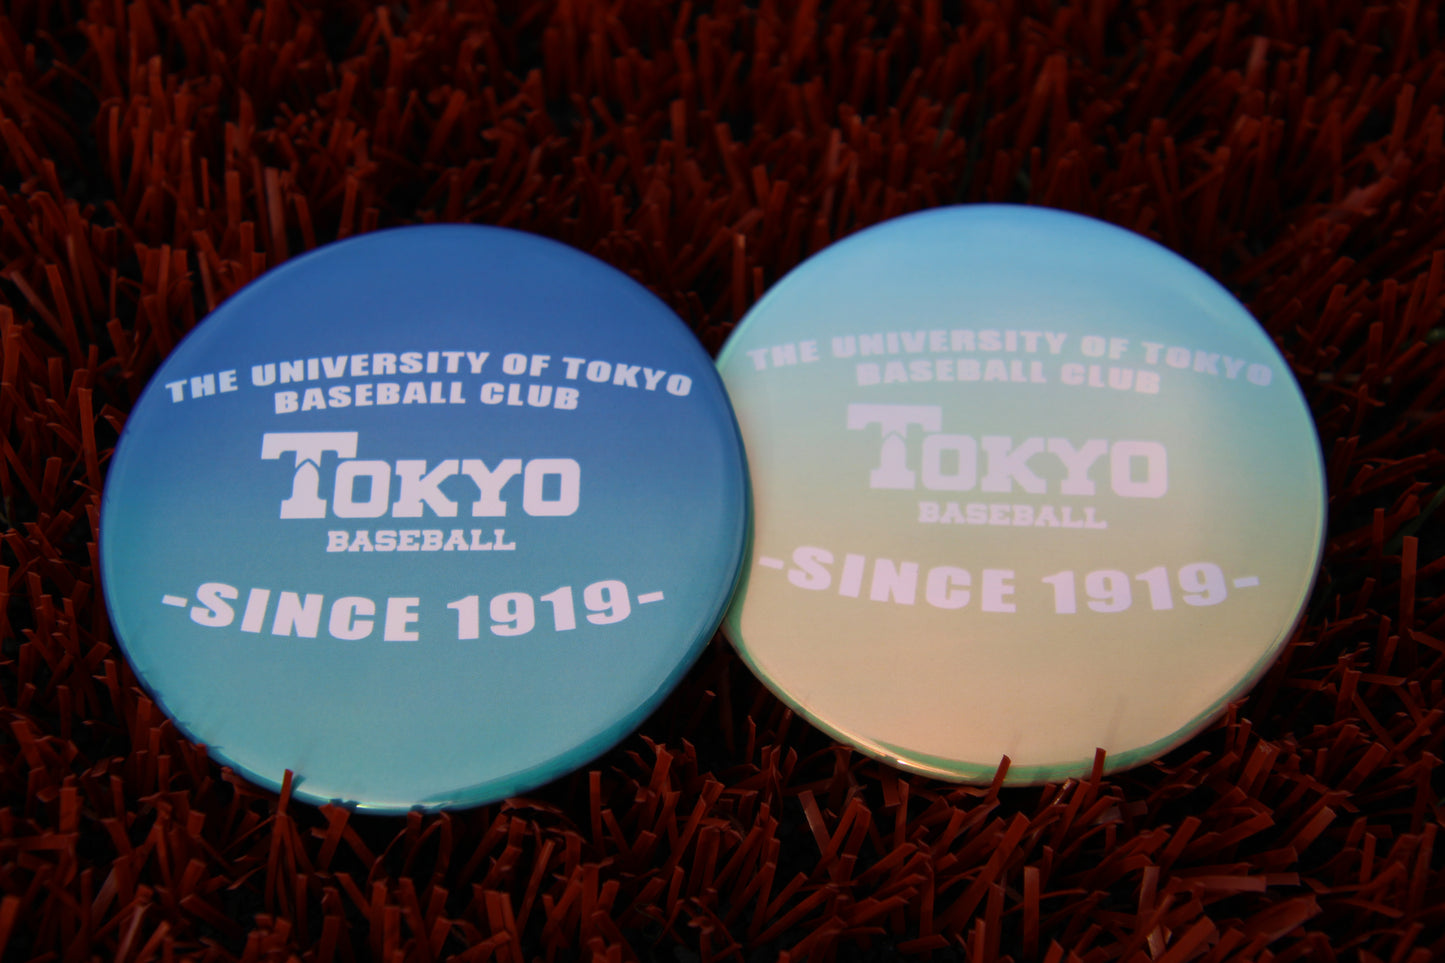 THE UNIVERSITY OF TOKYO
BASEBALL CLUB
TOKYO
BASEBALL
-SINCE 1919-
THE UNIVERSITY OF TOKYO
BASEBALL CLUB
TOKYO
BASEBALL
-SINCE 1919-